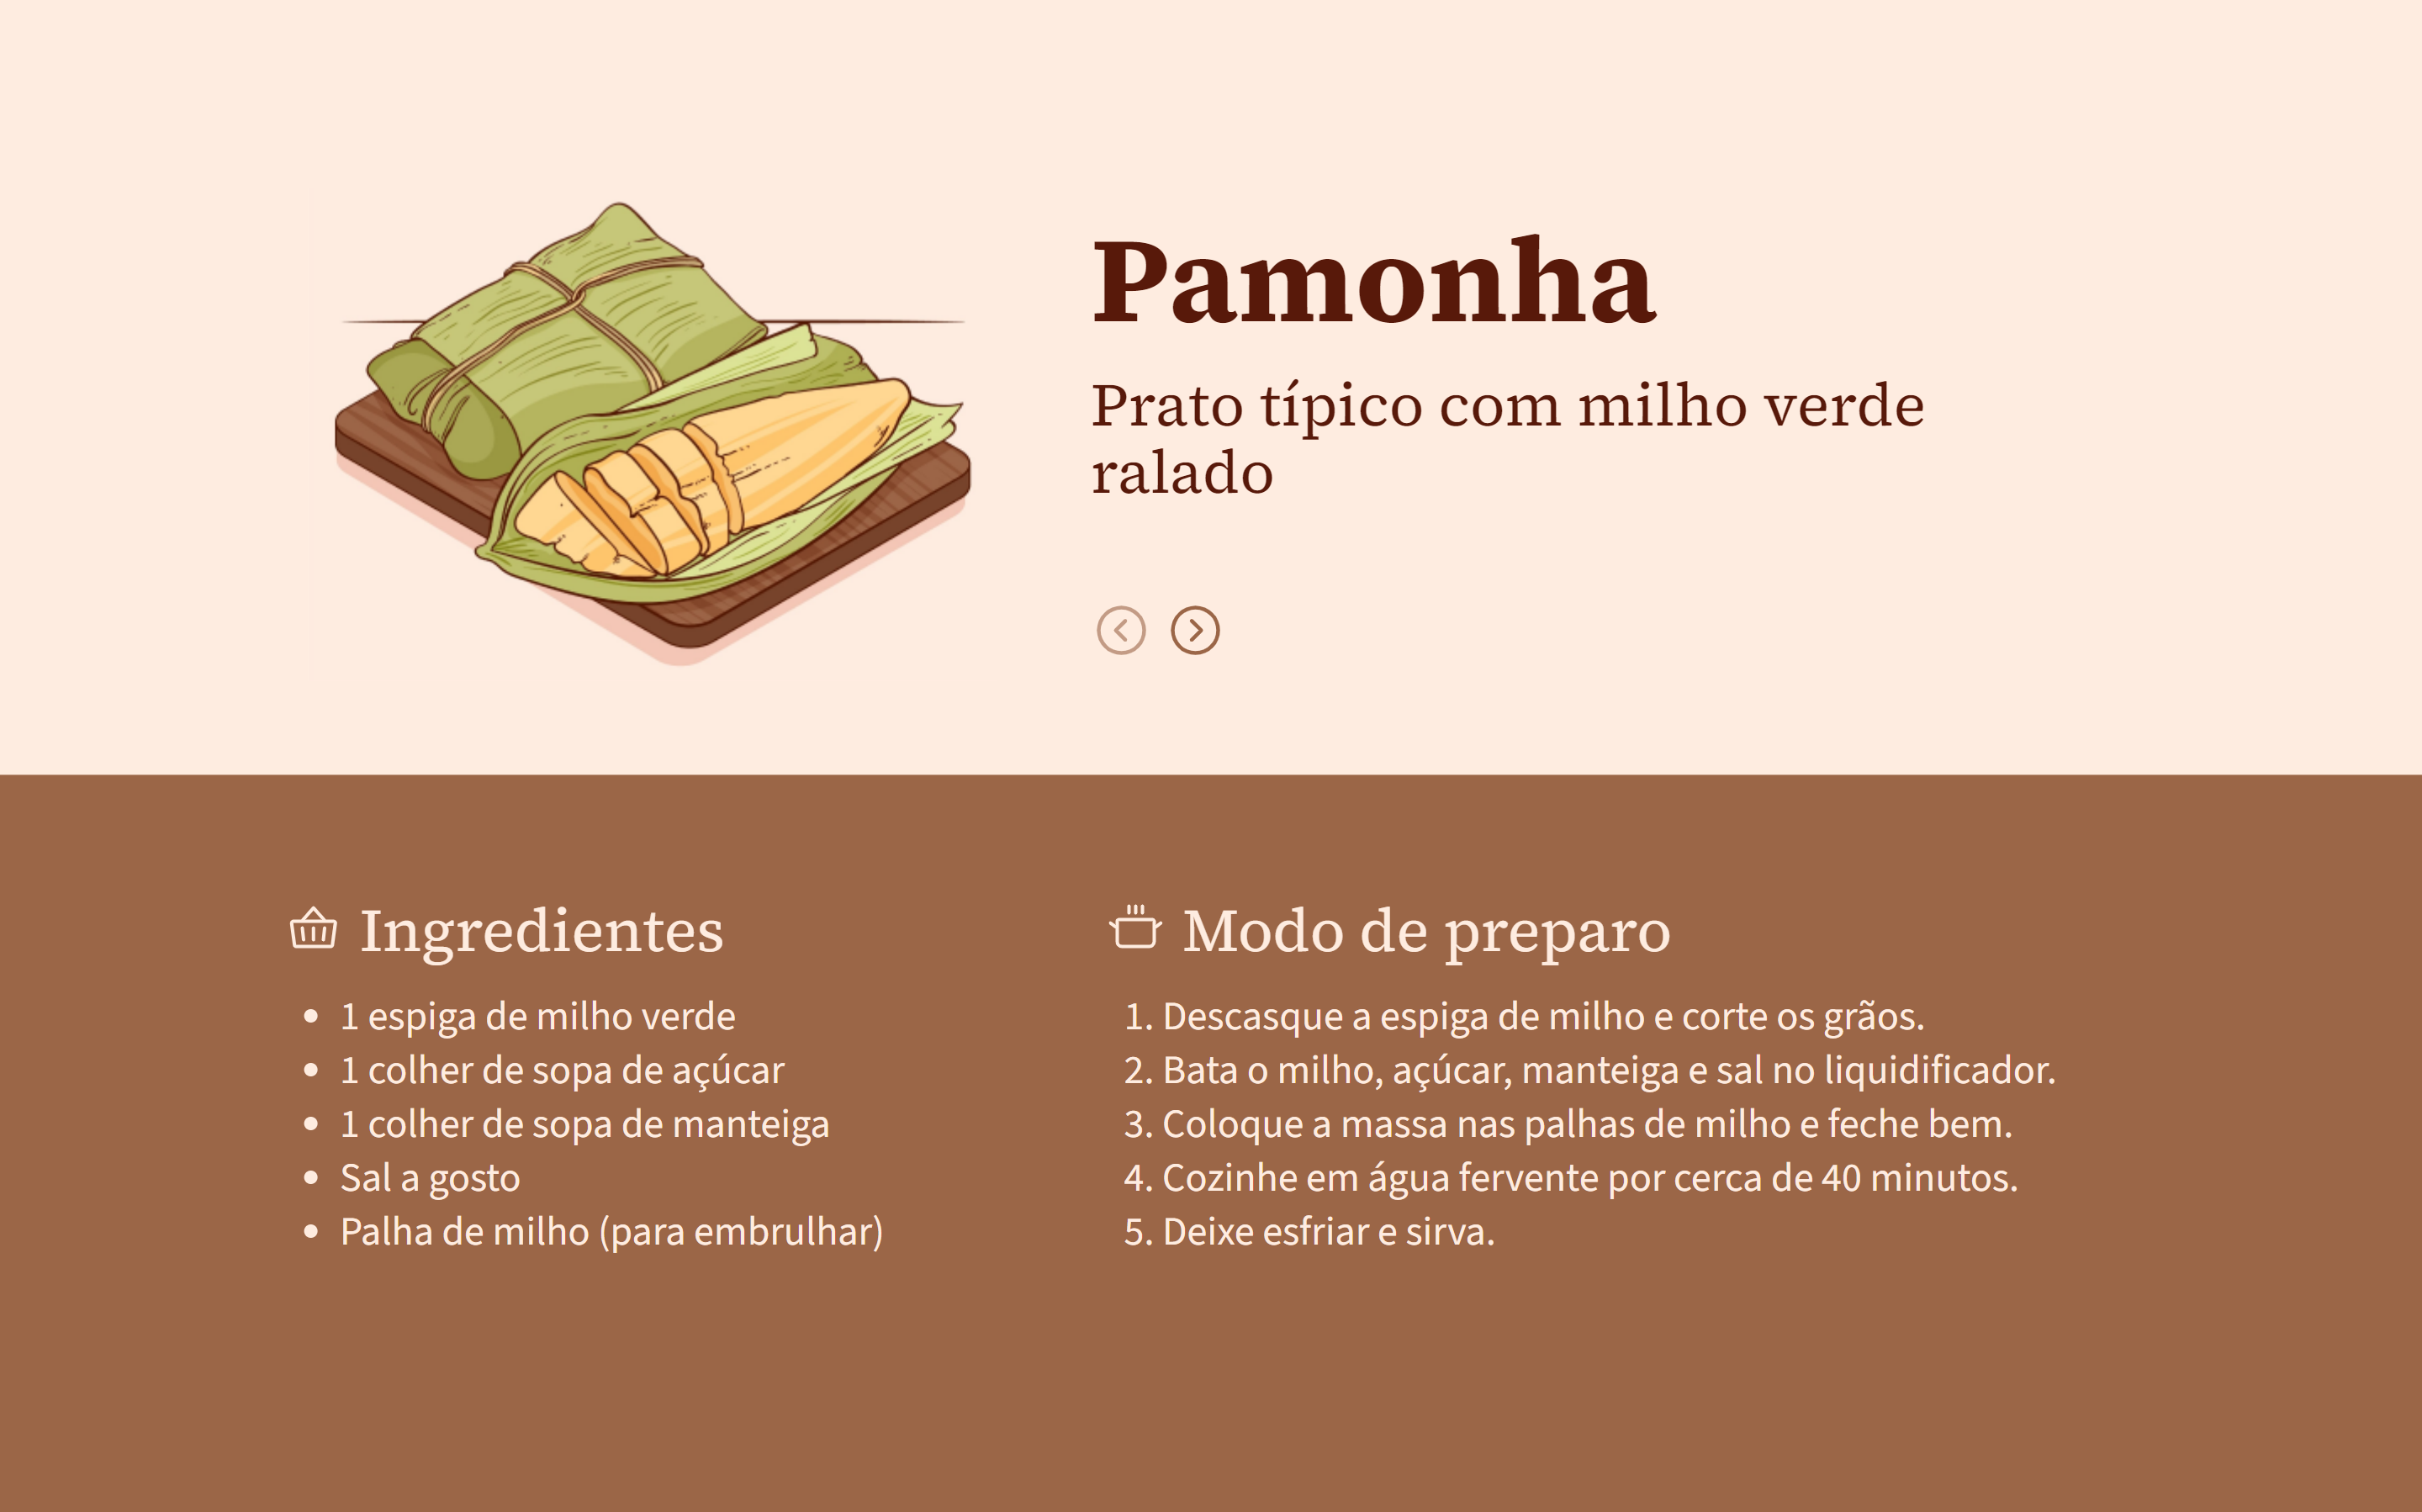 Pamonha
Prato típico com milho verde
ralado
Ingredientes
• 1 espiga de milho verde
• 1 colher de sopa de açúcar
• 1 colher de sopa de manteiga
• Sal a gosto
• Palha de milho (para embrulhar)
Modo de preparo
1. Descasque a espiga de milho e corte os grãos.
2. Bata o milho, açúcar, manteiga e sal no liquidificador.
3. Coloque a massa nas palhas de milho e feche bem.
4. Cozinhe em água fervente por cerca de 40 minutos.
5. Deixe esfriar e sirva.